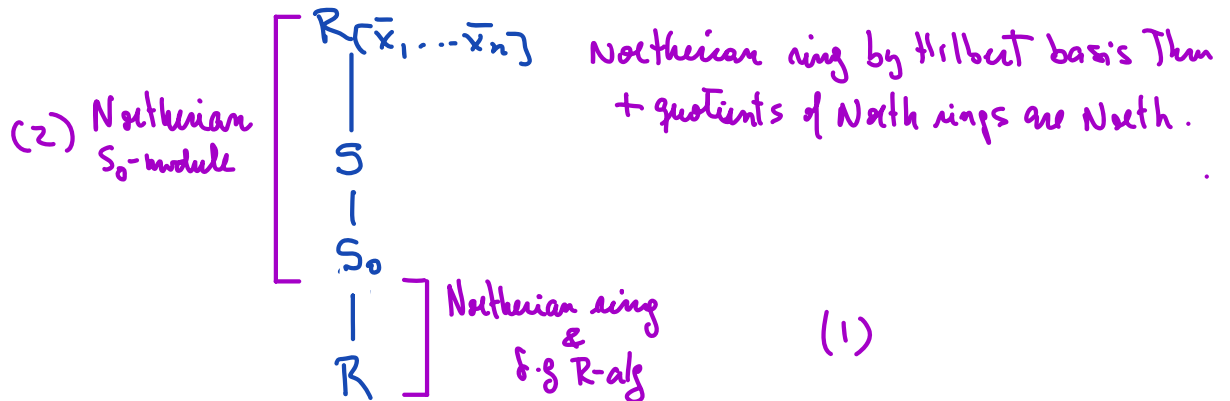 R[x̄₁, ... x̄ₙ]
Noetherian ring by Hilbert basis Thm
+ quotients of Noeth rings are Noeth.
(2) Noetherian
S₀-module
S
S₀
Noetherian ring
&
f.g R-alg
(1)
R